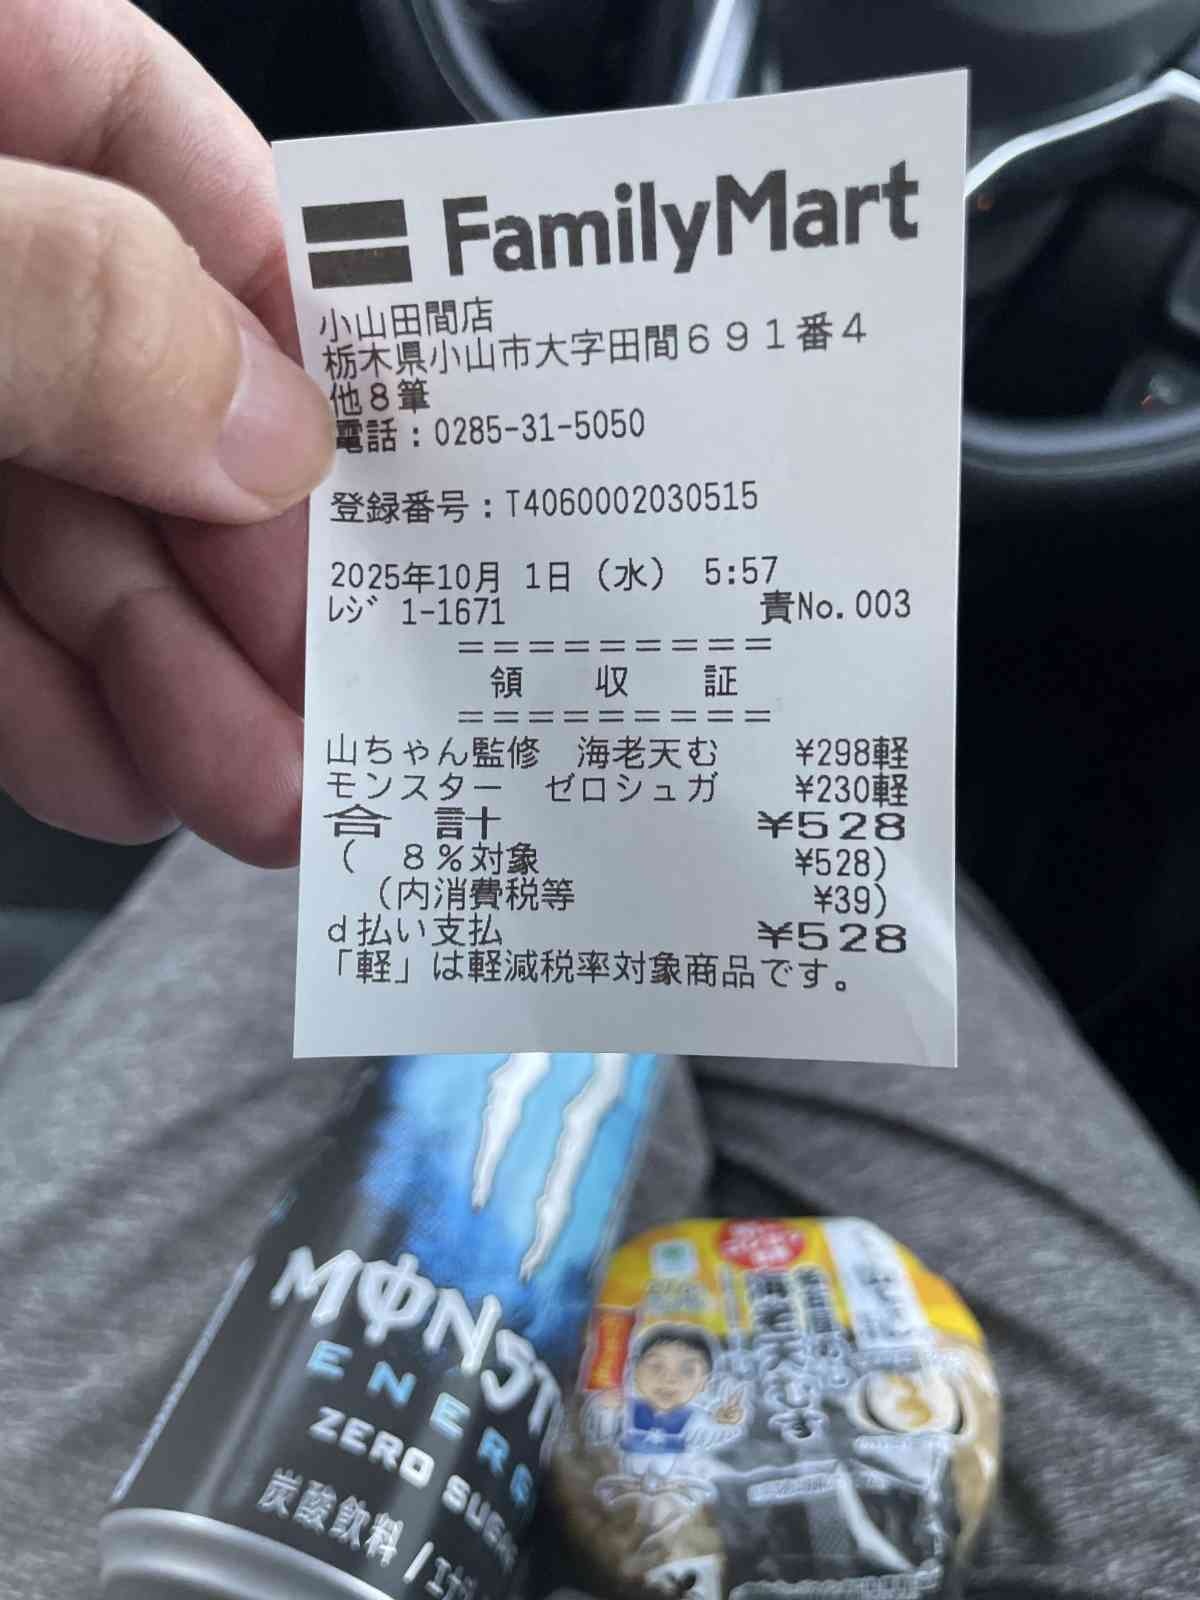 FamilyMart
小山田間店
栃木県小山市大字田間691番4
他8筆
電話:0285-31-5050
登録番号:T4060002030515
2025年10月 1日(水) 5:57
レジ 1-1671 責No.003
=========
領 収 証
=========
山ちゃん監修 海老天む ¥298軽
モンスター ゼロシュガ ¥230軽
合 計 ¥528
( 8%対象 ¥528)
(内消費税等 ¥39)
d払い支払 ¥528
「軽」は軽減税率対象商品です。
MONST
ENERG
ZERO SUGA
炭酸飲料/エナ
海老天むす